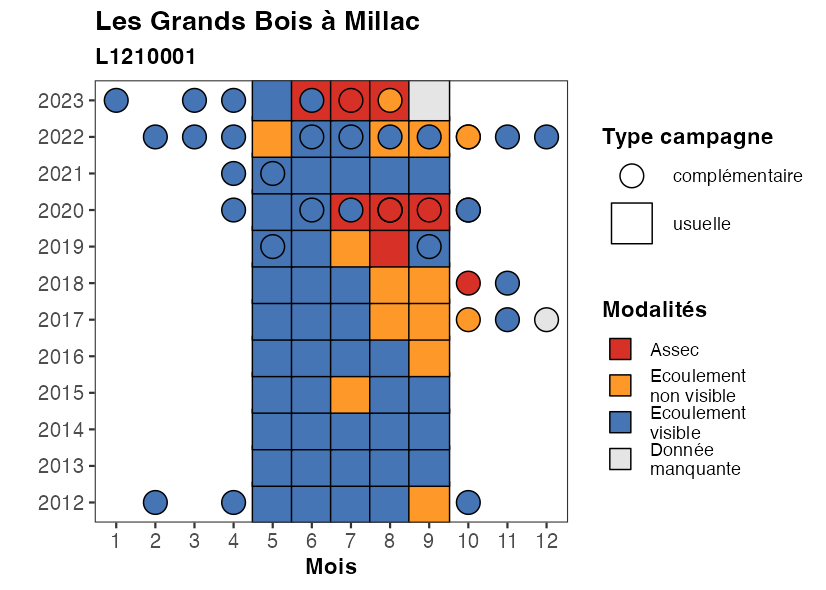 Les Grands Bois à Millac
L1210001
2023
2022
2021
2020
2019
2018
2017
2016
2015
2014
2013
2012
1 2 3 4 5 6 7 8 9 10 11 12
Mois
Type campagne
complémentaire
usuelle
Modalités
Assec
Ecoulement
non visible
Ecoulement
visible
Donnée
manquante